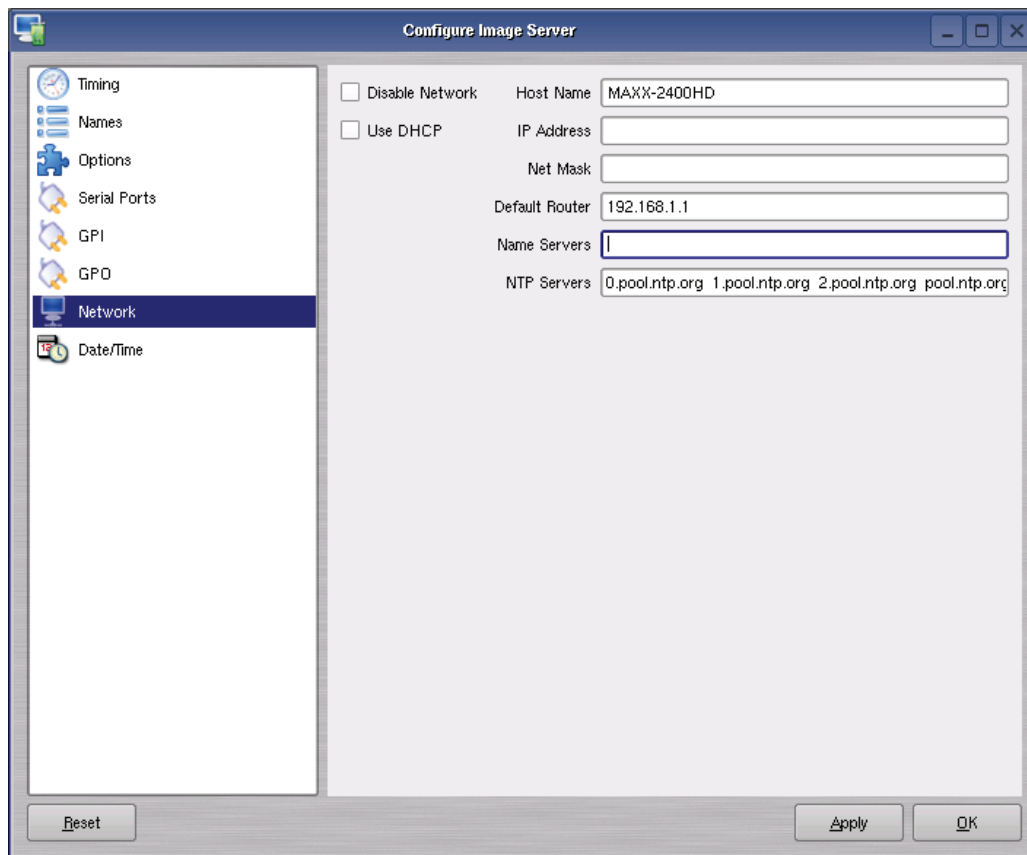 Configure Image Server
Timing
Names
Options
Serial Ports
GPI
GPO
Network
Date/Time
Disable Network
Host Name
MAXX-2400HD
Use DHCP
IP Address
Net Mask
Default Router
192.168.1.1
Name Servers
NTP Servers
0.pool.ntp.org 1.pool.ntp.org 2.pool.ntp.org pool.ntp.org
Reset
Apply
OK